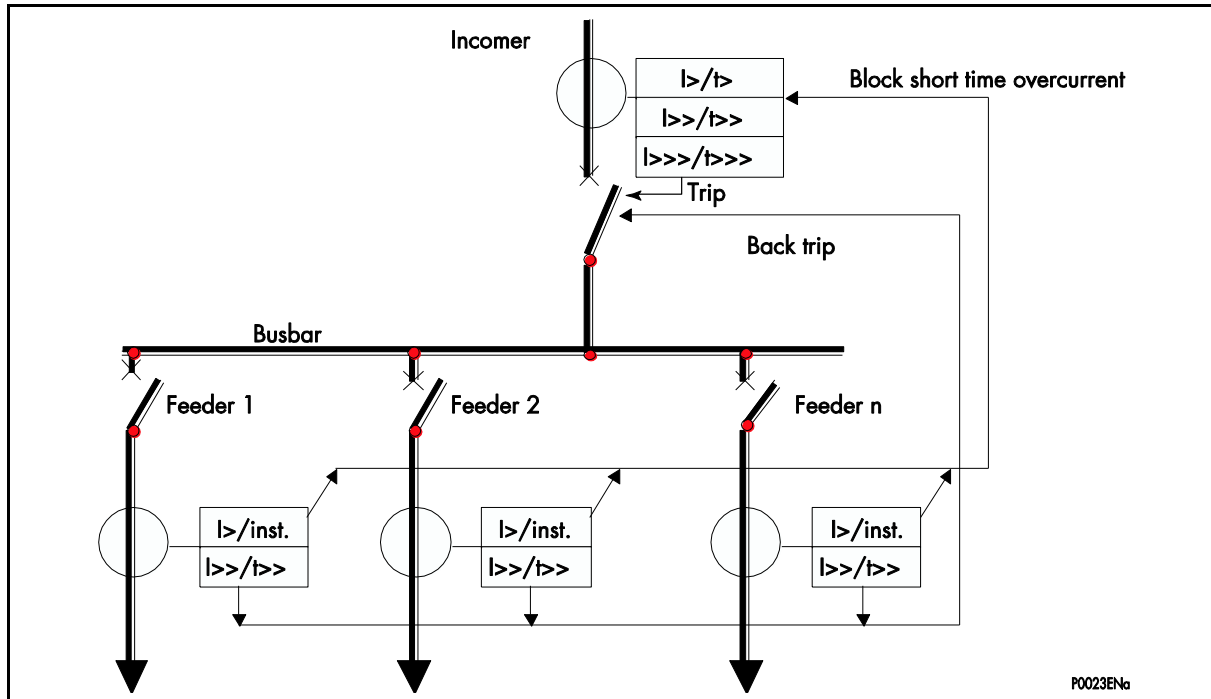 Incomer
I>/t>
I>>/t>>
I>>>/t>>>
Block short time overcurrent
Trip
Back trip
Busbar
Feeder 1
Feeder 2
Feeder n
I>/inst.
I>>/t>>
I>/inst.
I>>/t>>
I>/inst.
I>>/t>>
P0023ENa